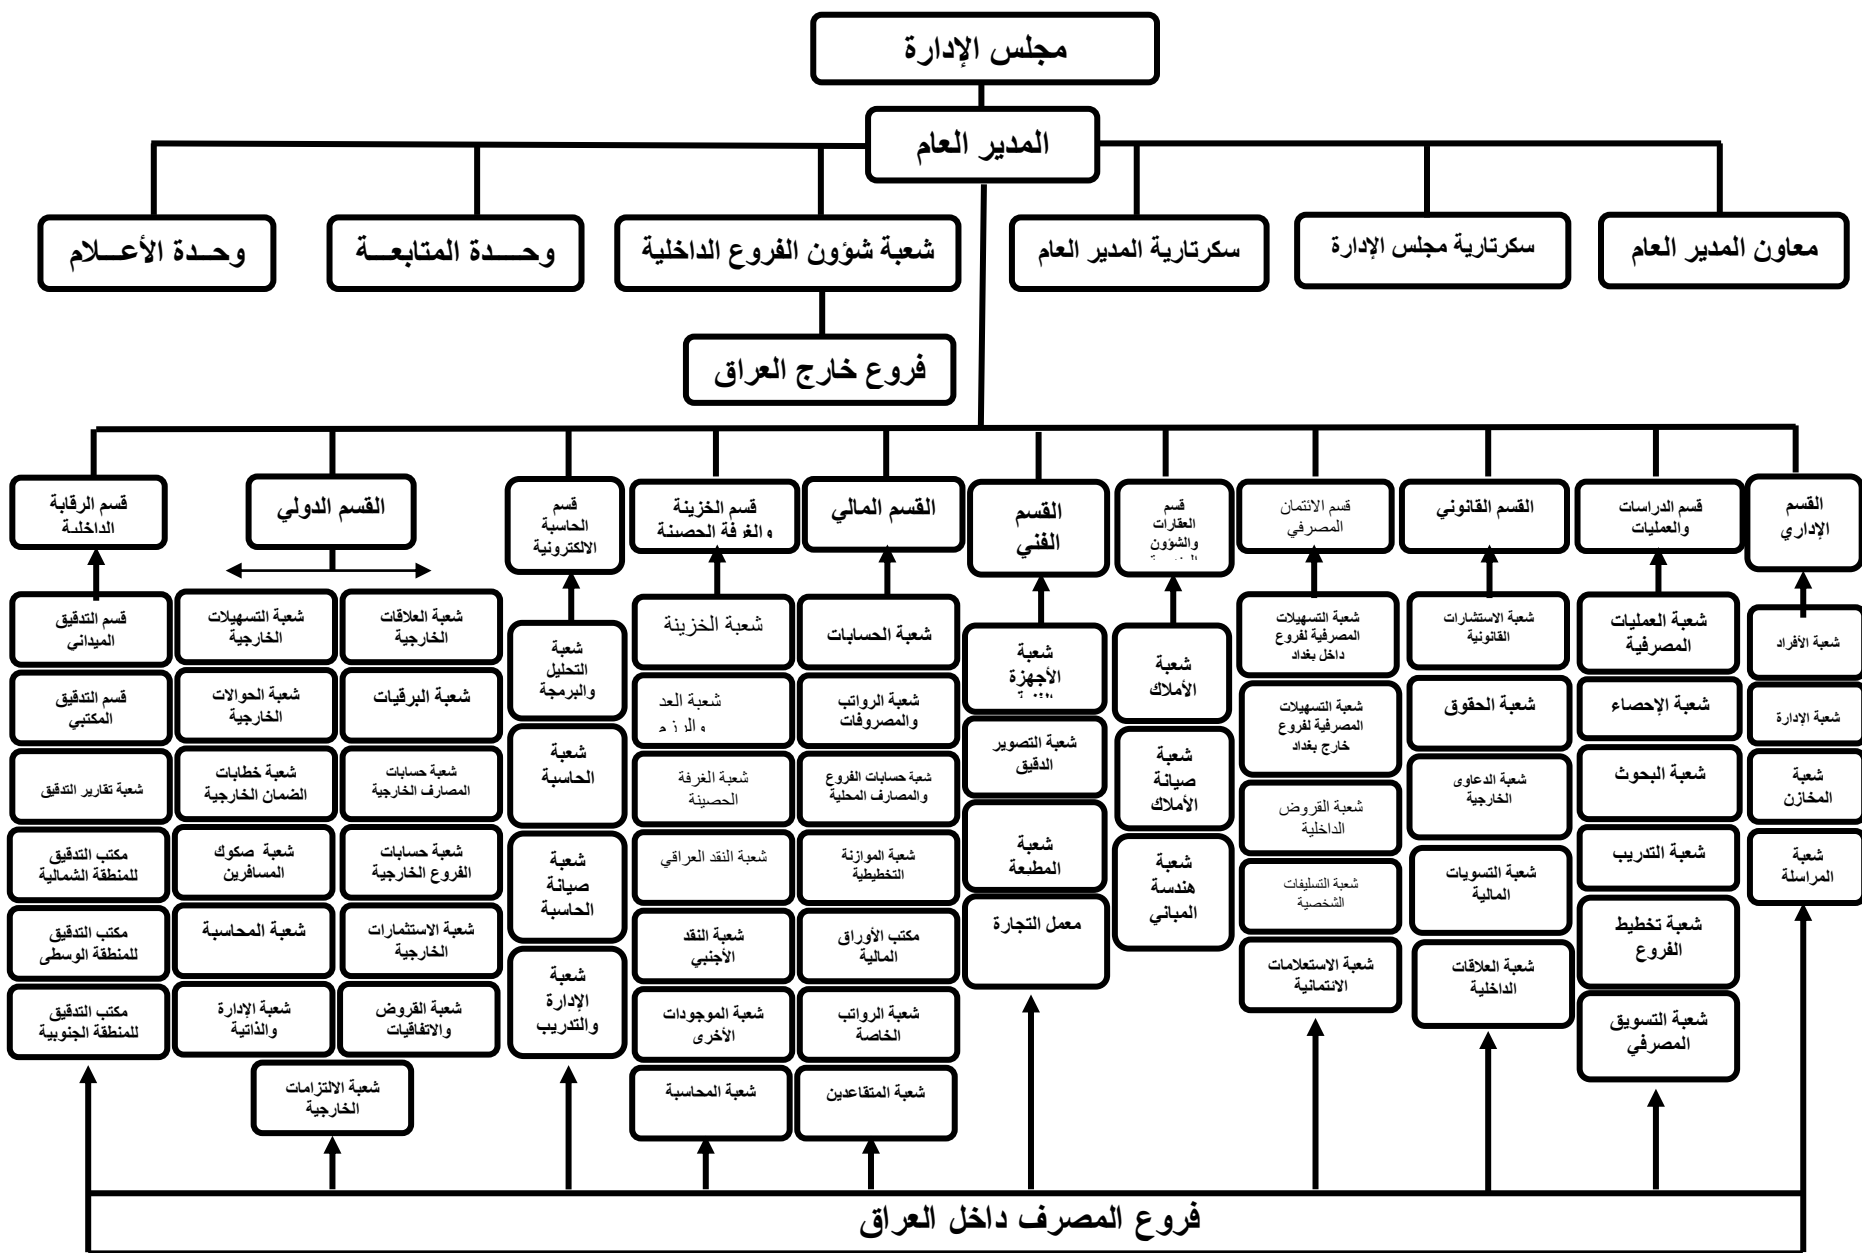 مجلس الإدارة
المدير العام
معاون المدير العام
سكرتارية مجلس الإدارة
سكرتارية المدير العام
شعبة شؤون الفروع الداخلية
وحـــدة المتابعـــة
وحــدة الأعــلام
فروع خارج العراق
القسم
الإداري
شعبة الأفراد
شعبة الإدارة
شعبة
المخازن
شعبة
المراسلة
قسم الدراسات
والعمليات
شعبة العمليات
المصرفية
شعبة الإحصاء
شعبة البحوث
شعبة التدريب
شعبة تخطيط
الفروع
شعبة التسويق
المصرفي
القسم القانوني
شعبة الاستشارات
القانونية
شعبة الحقوق
شعبة الدعاوى
الخارجية
شعبة التسويات
المالية
شعبة العلاقات
الداخلية
قسم الائتمان
المصرفي
شعبة التسهيلات
المصرفية لفروع
داخل بغداد
شعبة التسهيلات
المصرفية لفروع
خارج بغداد
شعبة القروض
الداخلية
شعبة التسليفات
الشخصية
شعبة الاستعلامات
الائتمانية
قسم
العقارات
والشؤون
شعبة
الأملاك
شعبة
صيانة
الأملاك
شعبة
هندسة
المباني
القسم
الفني
شعبة
الأجهزة
شعبة التصوير
الدقيق
شعبة
المطبعة
معمل التجارة
القسم المالي
شعبة الحسابات
شعبة الرواتب
والمصروفات
شعبة حسابات الفروع
والمصارف المحلية
شعبة الموازنة
التخطيطية
مكتب الأوراق
المالية
شعبة الرواتب
الخاصة
شعبة المتقاعدين
قسم الخزينة
والغرفة الحصينة
شعبة الخزينة
شعبة العد
والرزم
شعبة الغرفة
الحصينة
شعبة النقد العراقي
شعبة النقد
الأجنبي
شعبة الموجودات
الأخرى
شعبة المحاسبة
قسم
الحاسبة
الالكترونية
شعبة
التحليل
والبرمجة
شعبة
الحاسبة
شعبة
صيانة
الحاسبة
شعبة
الإدارة
والتدريب
القسم الدولي
شعبة العلاقات
الخارجية
شعبة البرقيات
شعبة حسابات
المصارف الخارجية
شعبة حسابات
الفروع الخارجية
شعبة الاستثمارات
الخارجية
شعبة القروض
والاتفاقيات
شعبة التسهيلات
الخارجية
شعبة الحوالات
الخارجية
شعبة خطابات
الضمان الخارجية
شعبة صكوك
المسافرين
شعبة المحاسبة
شعبة الإدارة
والذاتية
شعبة الالتزامات
الخارجية
قسم الرقابة
الداخلية
قسم التدقيق
الميداني
قسم التدقيق
المكتبي
شعبة تقارير التدقيق
مكتب التدقيق
للمنطقة الشمالية
مكتب التدقيق
للمنطقة الوسطى
مكتب التدقيق
للمنطقة الجنوبية
فروع المصرف داخل العراق